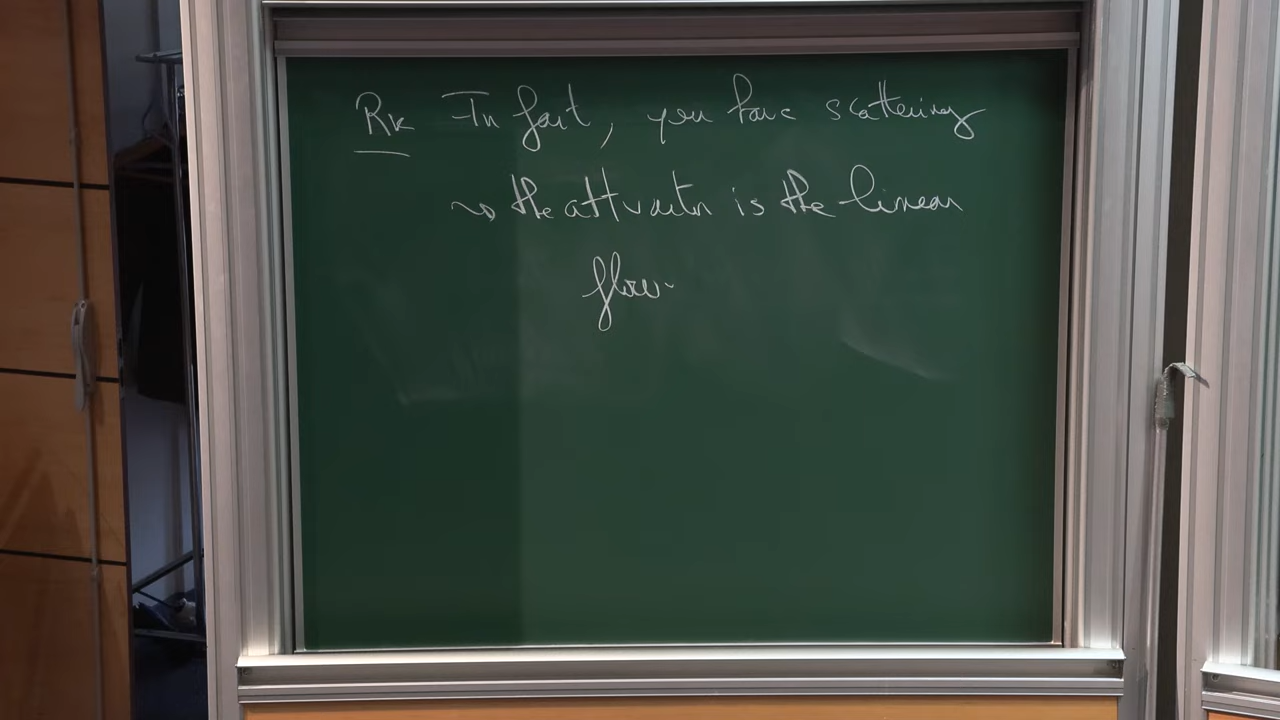 Rk In fact, you have scattering
⇝ the attractor is the linear
flow.